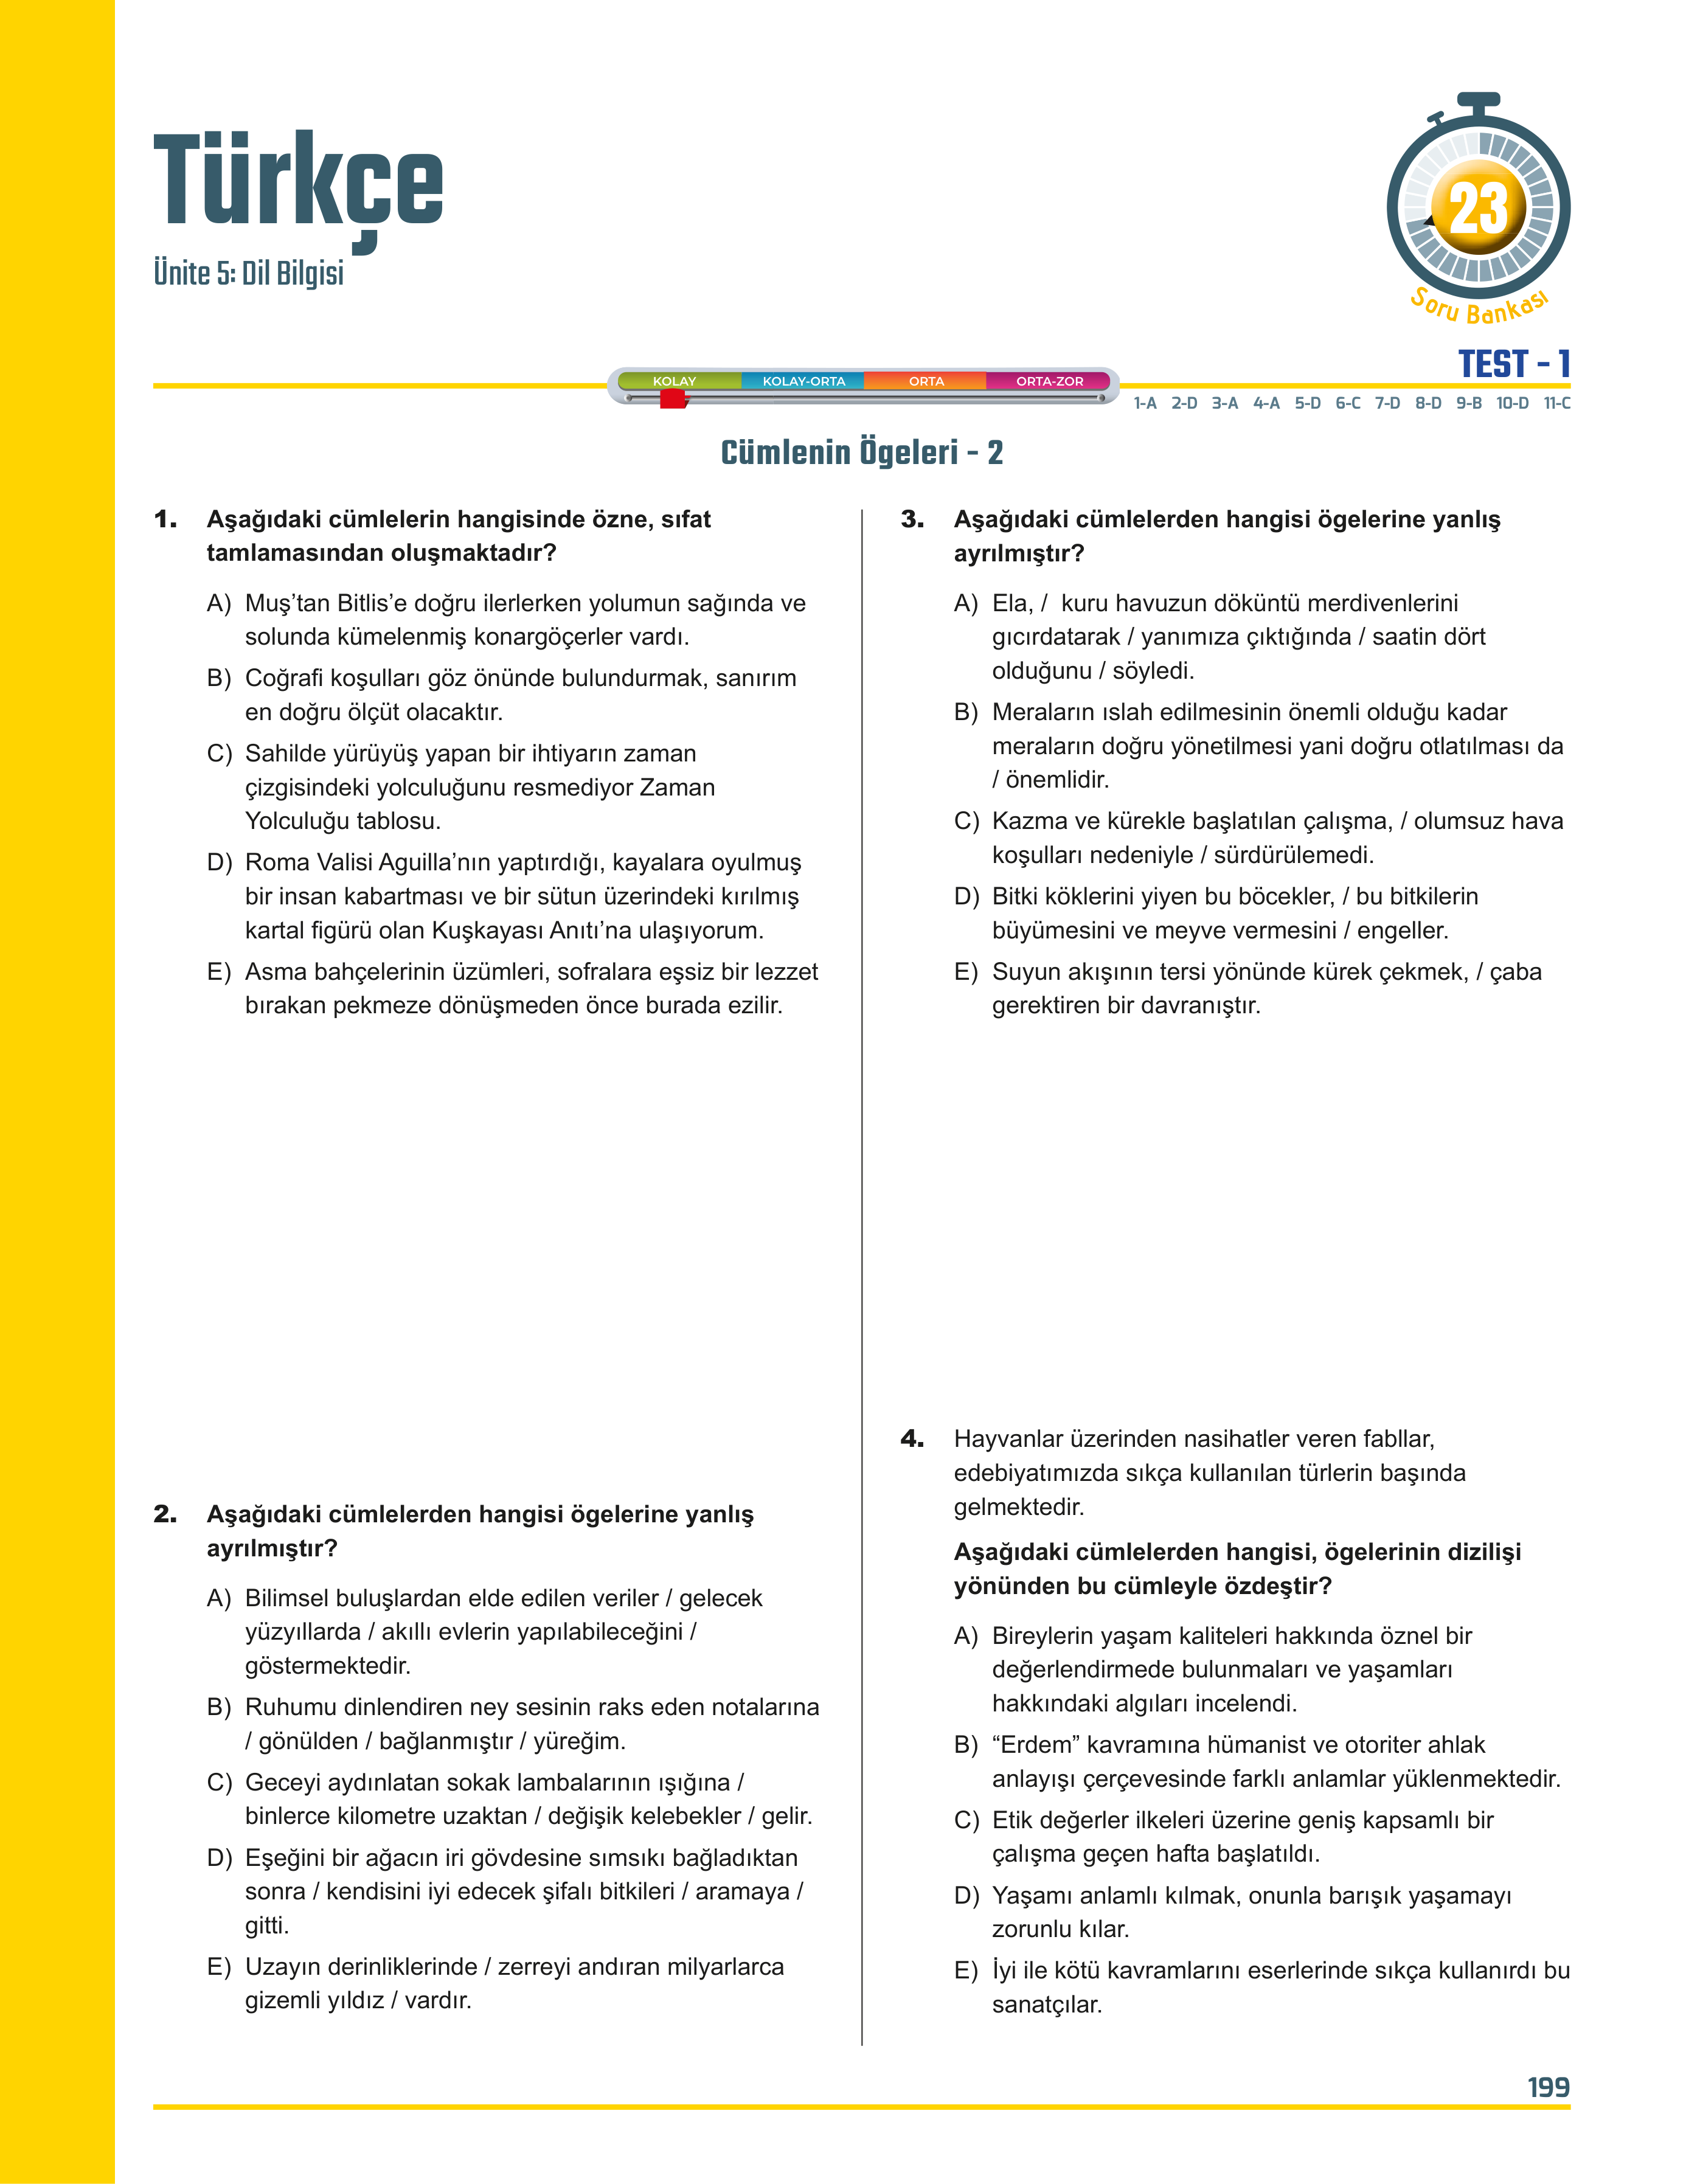 Türkçe
Ünite 5: Dil Bilgisi
23
Soru Bankası
TEST - 1
KOLAY KOLAY-ORTA ORTA ORTA-ZOR
1-A 2-D 3-A 4-A 5-D 6-C 7-D 8-D 9-B 10-D 11-C
Cümlenin Ögeleri - 2
1. Aşağıdaki cümlelerin hangisinde özne, sıfat
tamlamasından oluşmaktadır?
A) Muş’tan Bitlis’e doğru ilerlerken yolumun sağında ve
solunda kümelenmiş konargöçerler vardı.
B) Coğrafi koşulları göz önünde bulundurmak, sanırım
en doğru ölçüt olacaktır.
C) Sahilde yürüyüş yapan bir ihtiyarın zaman
çizgisindeki yolculuğunu resmediyor Zaman
Yolculuğu tablosu.
D) Roma Valisi Aguilla’nın yaptırdığı, kayalara oyulmuş
bir insan kabartması ve bir sütun üzerindeki kırılmış
kartal figürü olan Kuşkayası Anıtı’na ulaşıyorum.
E) Asma bahçelerinin üzümleri, sofralara eşsiz bir lezzet
bırakan pekmeze dönüşmeden önce burada ezilir.
2. Aşağıdaki cümlelerden hangisi ögelerine yanlış
ayrılmıştır?
A) Bilimsel buluşlardan elde edilen veriler / gelecek
yüzyıllarda / akıllı evlerin yapılabileceğini /
göstermektedir.
B) Ruhumu dinlendiren ney sesinin raks eden notalarına
/ gönülden / bağlanmıştır / yüreğim.
C) Geceyi aydınlatan sokak lambalarının ışığına /
binlerce kilometre uzaktan / değişik kelebekler / gelir.
D) Eşeğini bir ağacın iri gövdesine sımsıkı bağladıktan
sonra / kendisini iyi edecek şifalı bitkileri / aramaya /
gitti.
E) Uzayın derinliklerinde / zerreyi andıran milyarlarca
gizemli yıldız / vardır.
3. Aşağıdaki cümlelerden hangisi ögelerine yanlış
ayrılmıştır?
A) Ela, / kuru havuzun döküntü merdivenlerini
gıcırdatarak / yanımıza çıktığında / saatin dört
olduğunu / söyledi.
B) Meraların ıslah edilmesinin önemli olduğu kadar
meraların doğru yönetilmesi yani doğru otlatılması da
/ önemlidir.
C) Kazma ve kürekle başlatılan çalışma, / olumsuz hava
koşulları nedeniyle / sürdürülemedi.
D) Bitki köklerini yiyen bu böcekler, / bu bitkilerin
büyümesini ve meyve vermesini / engeller.
E) Suyun akışının tersi yönünde kürek çekmek, / çaba
gerektiren bir davranıştır.
4. Hayvanlar üzerinden nasihatler veren fabllar,
edebiyatımızda sıkça kullanılan türlerin başında
gelmektedir.
Aşağıdaki cümlelerden hangisi, ögelerinin dizilişi
yönünden bu cümleyle özdeştir?
A) Bireylerin yaşam kaliteleri hakkında öznel bir
değerlendirmede bulunmaları ve yaşamları
hakkındaki algıları incelendi.
B) “Erdem” kavramına hümanist ve otoriter ahlak
anlayışı çerçevesinde farklı anlamlar yüklenmektedir.
C) Etik değerler ilkeleri üzerine geniş kapsamlı bir
çalışma geçen hafta başlatıldı.
D) Yaşamı anlamlı kılmak, onunla barışık yaşamayı
zorunlu kılar.
E) İyi ile kötü kavramlarını eserlerinde sıkça kullanırdı bu
sanatçılar.
199